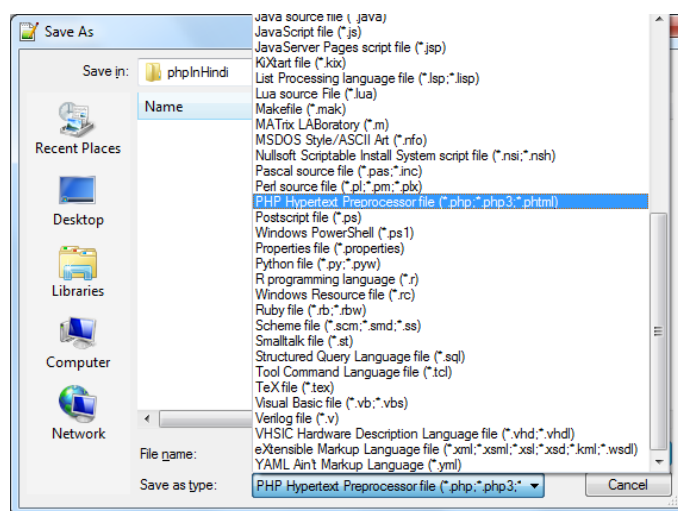 Save As
Save in:
phpInHindi
Name
Recent Places
Desktop
Libraries
Computer
Network
Java source file (*.java)
JavaScript file (*.js)
JavaServer Pages script file (*.jsp)
KiXtart file (*.kix)
List Processing language file (*.lsp;*.lisp)
Lua source File (*.lua)
Makefile (*.mak)
MATrix LABoratory (*.m)
MSDOS Style/ASCII Art (*.nfo)
Nullsoft Scriptable Install System script file (*.nsi;*.nsh)
Pascal source file (*.pas;*.inc)
Perl source file (*.pl;*.pm;*.plx)
PHP Hypertext Preprocessor file (*.php;*.php3;*.phtml)
Postscript file (*.ps)
Windows PowerShell (*.ps1)
Properties file (*.properties)
Python file (*.py;*.pyw)
R programming language (*.r)
Windows Resource file (*.rc)
Ruby file (*.rb;*.rbw)
Scheme file (*.scm;*.smd;*.ss)
Smalltalk file (*.st)
Structured Query Language file (*.sql)
Tool Command Language file (*.tcl)
TeX file (*.tex)
Visual Basic file (*.vb;*.vbs)
Verilog file (*.v)
VHSIC Hardware Description Language file (*.vhd;*.vhdl)
eXtensible Markup Language file (*.xml;*.xsml;*.xsl;*.xsd;*.kml;*.wsdl)
YAML Ain't Markup Language (*.yml)
File name:
Save as type:
PHP Hypertext Preprocessor file (*.php;*.php3;*
Cancel